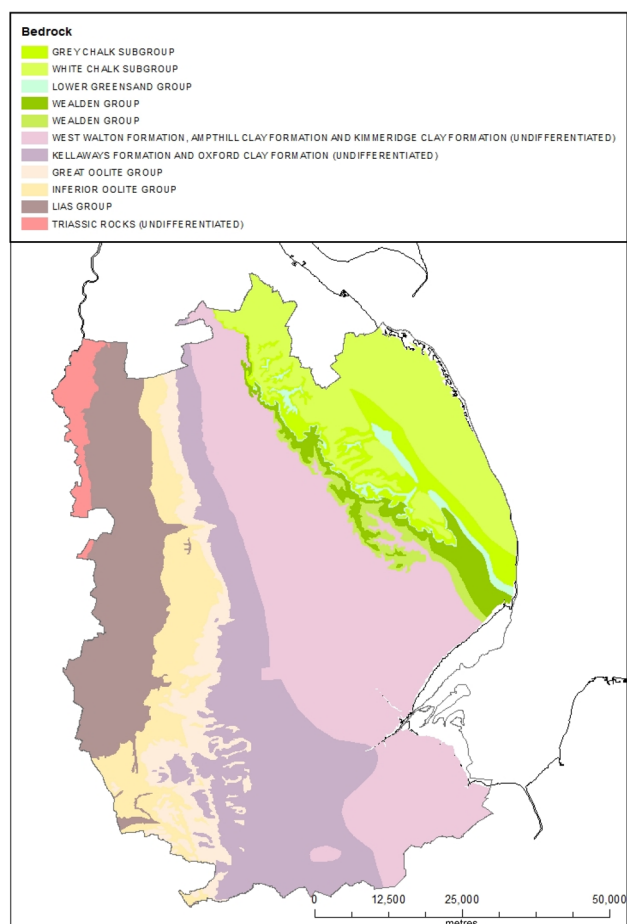 Bedrock
GREY CHALK SUBGROUP
WHITE CHALK SUBGROUP
LOWER GREENSAND GROUP
WEALDEN GROUP
WEALDEN GROUP
WEST WALTON FORMATION, AMPTHILL CLAY FORMATION AND KIMMERIDGE CLAY FORMATION (UNDIFFERENTIATED)
KELLAWAYS FORMATION AND OXFORD CLAY FORMATION (UNDIFFERENTIATED)
GREAT OOLITE GROUP
INFERIOR OOLITE GROUP
LIAS GROUP
TRIASSIC ROCKS (UNDIFFERENTIATED)
0 12,500 25,000 50,000
metres